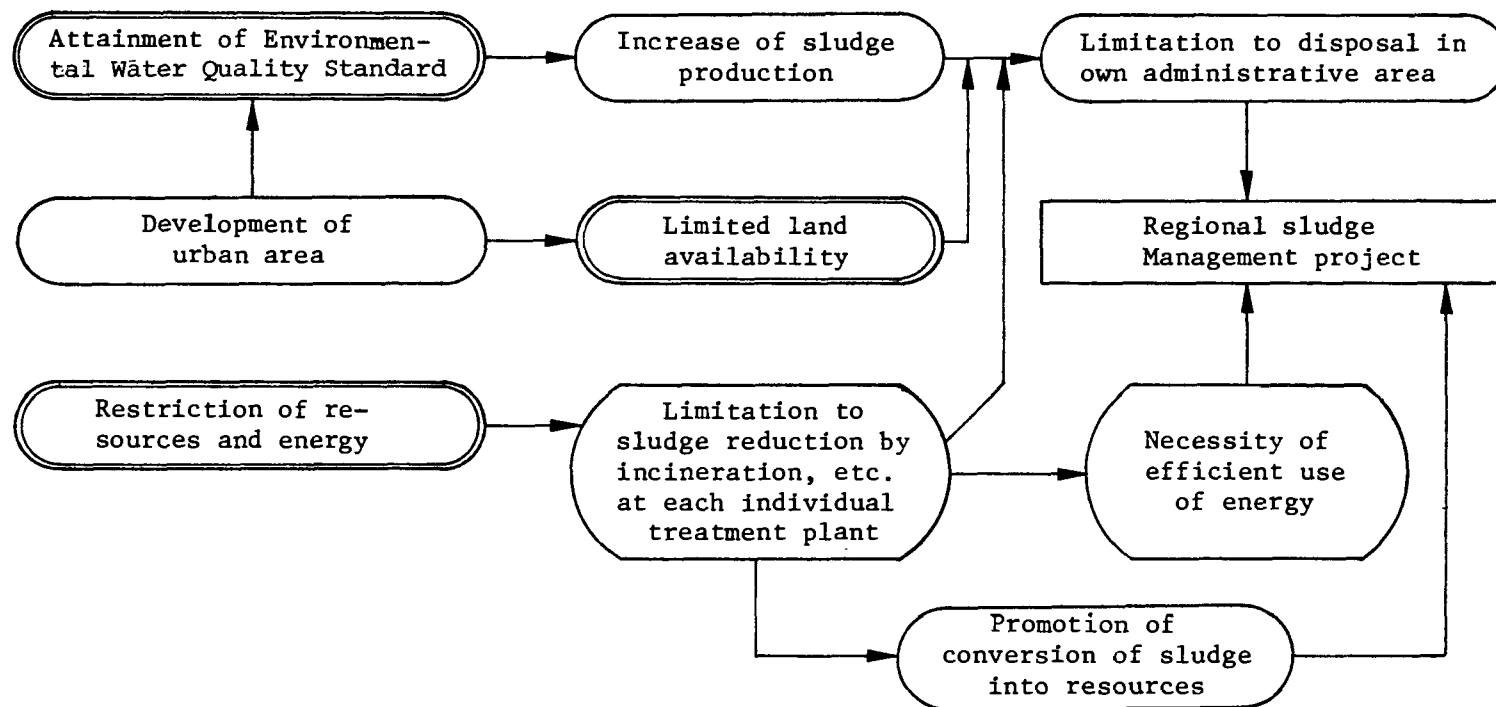 Attainment of Environmen-
tal Water Quality Standard
Increase of sludge
production
Limitation to disposal in
own administrative area
Development of
urban area
Limited land
availability
Regional sludge
Management project
Restriction of re-
sources and energy
Limitation to
sludge reduction by
incineration, etc.
at each individual
treatment plant
Necessity of
efficient use
of energy
Promotion of
conversion of sludge
into resources